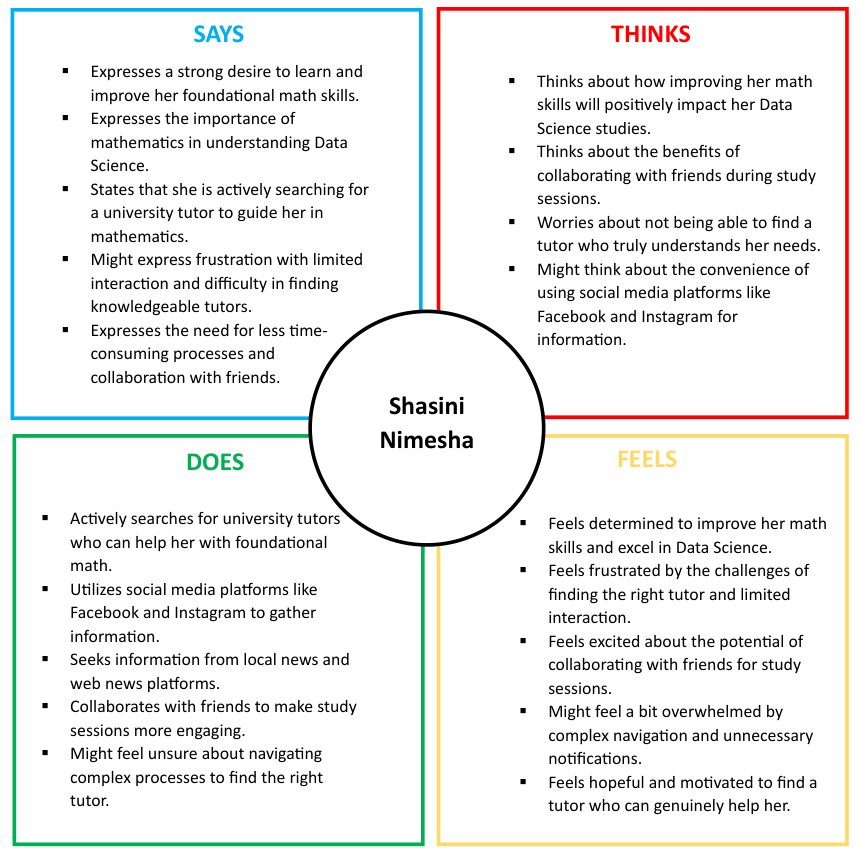 SAYS
▪ Expresses a strong desire to learn and
improve her foundational math skills.
▪ Expresses the importance of
mathematics in understanding Data
Science.
▪ States that she is actively searching for
a university tutor to guide her in
mathematics.
▪ Might express frustration with limited
interaction and difficulty in finding
knowledgeable tutors.
▪ Expresses the need for less time-
consuming processes and
collaboration with friends.
THINKS
▪ Thinks about how improving her math
skills will positively impact her Data
Science studies.
▪ Thinks about the benefits of
collaborating with friends during study
sessions.
▪ Worries about not being able to find a
tutor who truly understands her needs.
▪ Might think about the convenience of
using social media platforms like
Facebook and Instagram for
information.
Shasini
Nimesha
DOES
▪ Actively searches for university tutors
who can help her with foundational
math.
▪ Utilizes social media platforms like
Facebook and Instagram to gather
information.
▪ Seeks information from local news and
web news platforms.
▪ Collaborates with friends to make study
sessions more engaging.
▪ Might feel unsure about navigating
complex processes to find the right
tutor.
FEELS
▪ Feels determined to improve her math
skills and excel in Data Science.
▪ Feels frustrated by the challenges of
finding the right tutor and limited
interaction.
▪ Feels excited about the potential of
collaborating with friends for study
sessions.
▪ Might feel a bit overwhelmed by
complex navigation and unnecessary
notifications.
▪ Feels hopeful and motivated to find a
tutor who can genuinely help her.